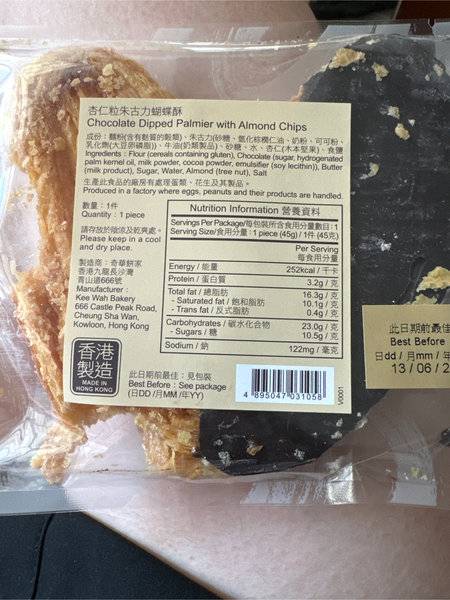 杏仁粒朱古力蝴蝶酥
Chocolate Dipped Palmier with Almond Chips
成份：麵粉(含有麩質的穀類)、朱古力(砂糖、氫化棕櫚仁油、奶粉、可可粉、
乳化劑(大豆卵磷脂))、牛油(奶類製品)、砂糖、水、杏仁(木本堅果)、食鹽
Ingredients : Flour (cereals containing gluten), Chocolate (sugar, hydrogenated
palm kernel oil, milk powder, cocoa powder, emulsifier (soy lecithin)), Butter
(milk product), Sugar, Water, Almond (tree nut), Salt
生產此食品的廠房有處理蛋類、花生及其製品。
Produced in a factory where eggs, peanuts and their products are handled.
數量：1件
Quantity : 1 piece
請存放於陰涼及乾爽處。
Please keep in a cool
and dry place.
製造商：奇華餅家
香港九龍長沙灣
青山道666號
Manufacturer :
Kee Wah Bakery
666 Castle Peak Road,
Cheung Sha Wan,
Kowloon, Hong Kong
香港
製造
MADE IN
HONG KONG
Nutrition Information 營養資料
Servings Per Package/每包裝所含食用分量數目: 1
Serving Size/食用分量: 1 piece (45g) / 1件 (45克)
Per Serving
每食用分量
Energy / 能量 252kcal / 千卡
Protein / 蛋白質 3.2g / 克
Total fat / 總脂肪 16.3g / 克
- Saturated fat / 飽和脂肪 10.1g / 克
- Trans fat / 反式脂肪 0.4g / 克
Carbohydrates / 碳水化合物 23.0g / 克
- Sugars / 糖 10.5g / 克
Sodium / 鈉 122mg / 毫克
此日期前最佳：見包裝
Best Before : See package
(日DD /月MM /年YY)
4 895047 031058
V0001
此日期前最佳
Best Before
日dd / 月mm / 年
13 / 06 / 2